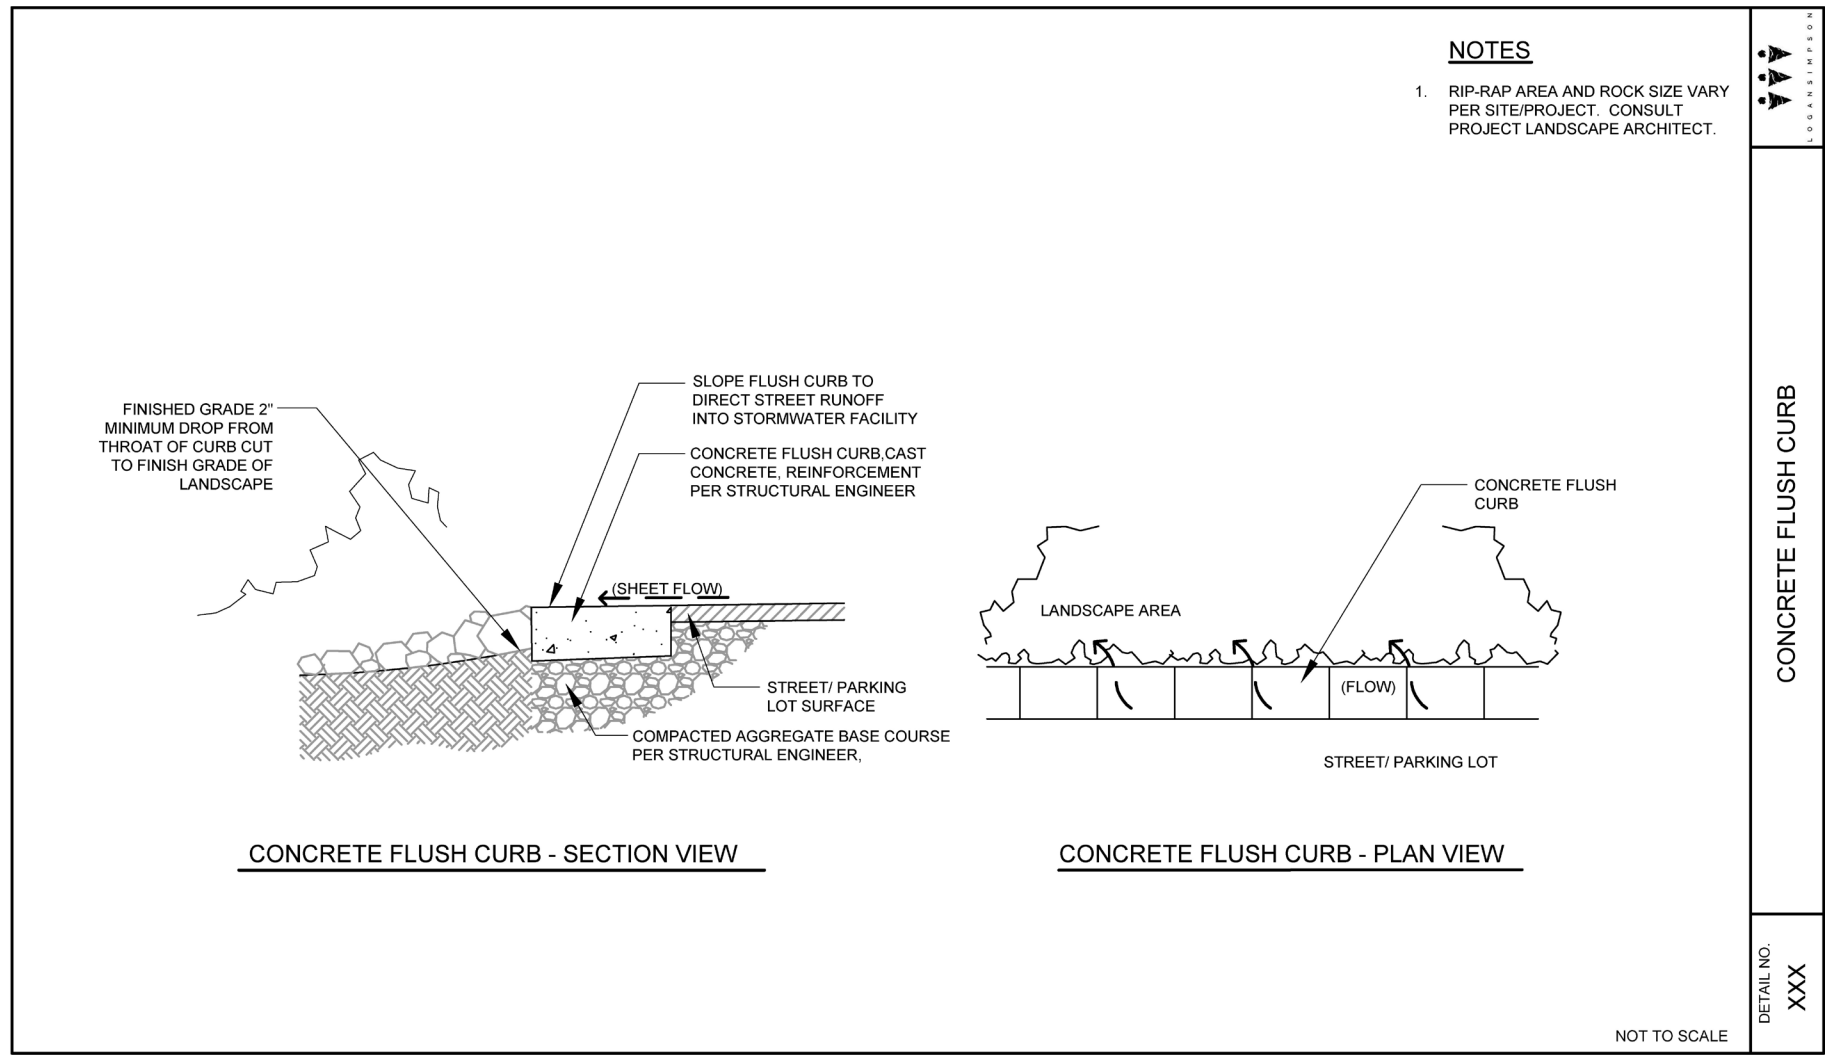 NOTES
1. RIP-RAP AREA AND ROCK SIZE VARY
PER SITE/PROJECT. CONSULT
PROJECT LANDSCAPE ARCHITECT.
LOGANSIMPSON
SLOPE FLUSH CURB TO
DIRECT STREET RUNOFF
INTO STORMWATER FACILITY
FINISHED GRADE 2"
MINIMUM DROP FROM
THROAT OF CURB CUT
TO FINISH GRADE OF
LANDSCAPE
CONCRETE FLUSH CURB,CAST
CONCRETE, REINFORCEMENT
PER STRUCTURAL ENGINEER
(SHEET FLOW)
STREET/ PARKING
LOT SURFACE
COMPACTED AGGREGATE BASE COURSE
PER STRUCTURAL ENGINEER,
CONCRETE FLUSH CURB - SECTION VIEW
CONCRETE FLUSH
CURB
LANDSCAPE AREA
(FLOW)
STREET/ PARKING LOT
CONCRETE FLUSH CURB - PLAN VIEW
CONCRETE FLUSH CURB
DETAIL NO.
XXX
NOT TO SCALE